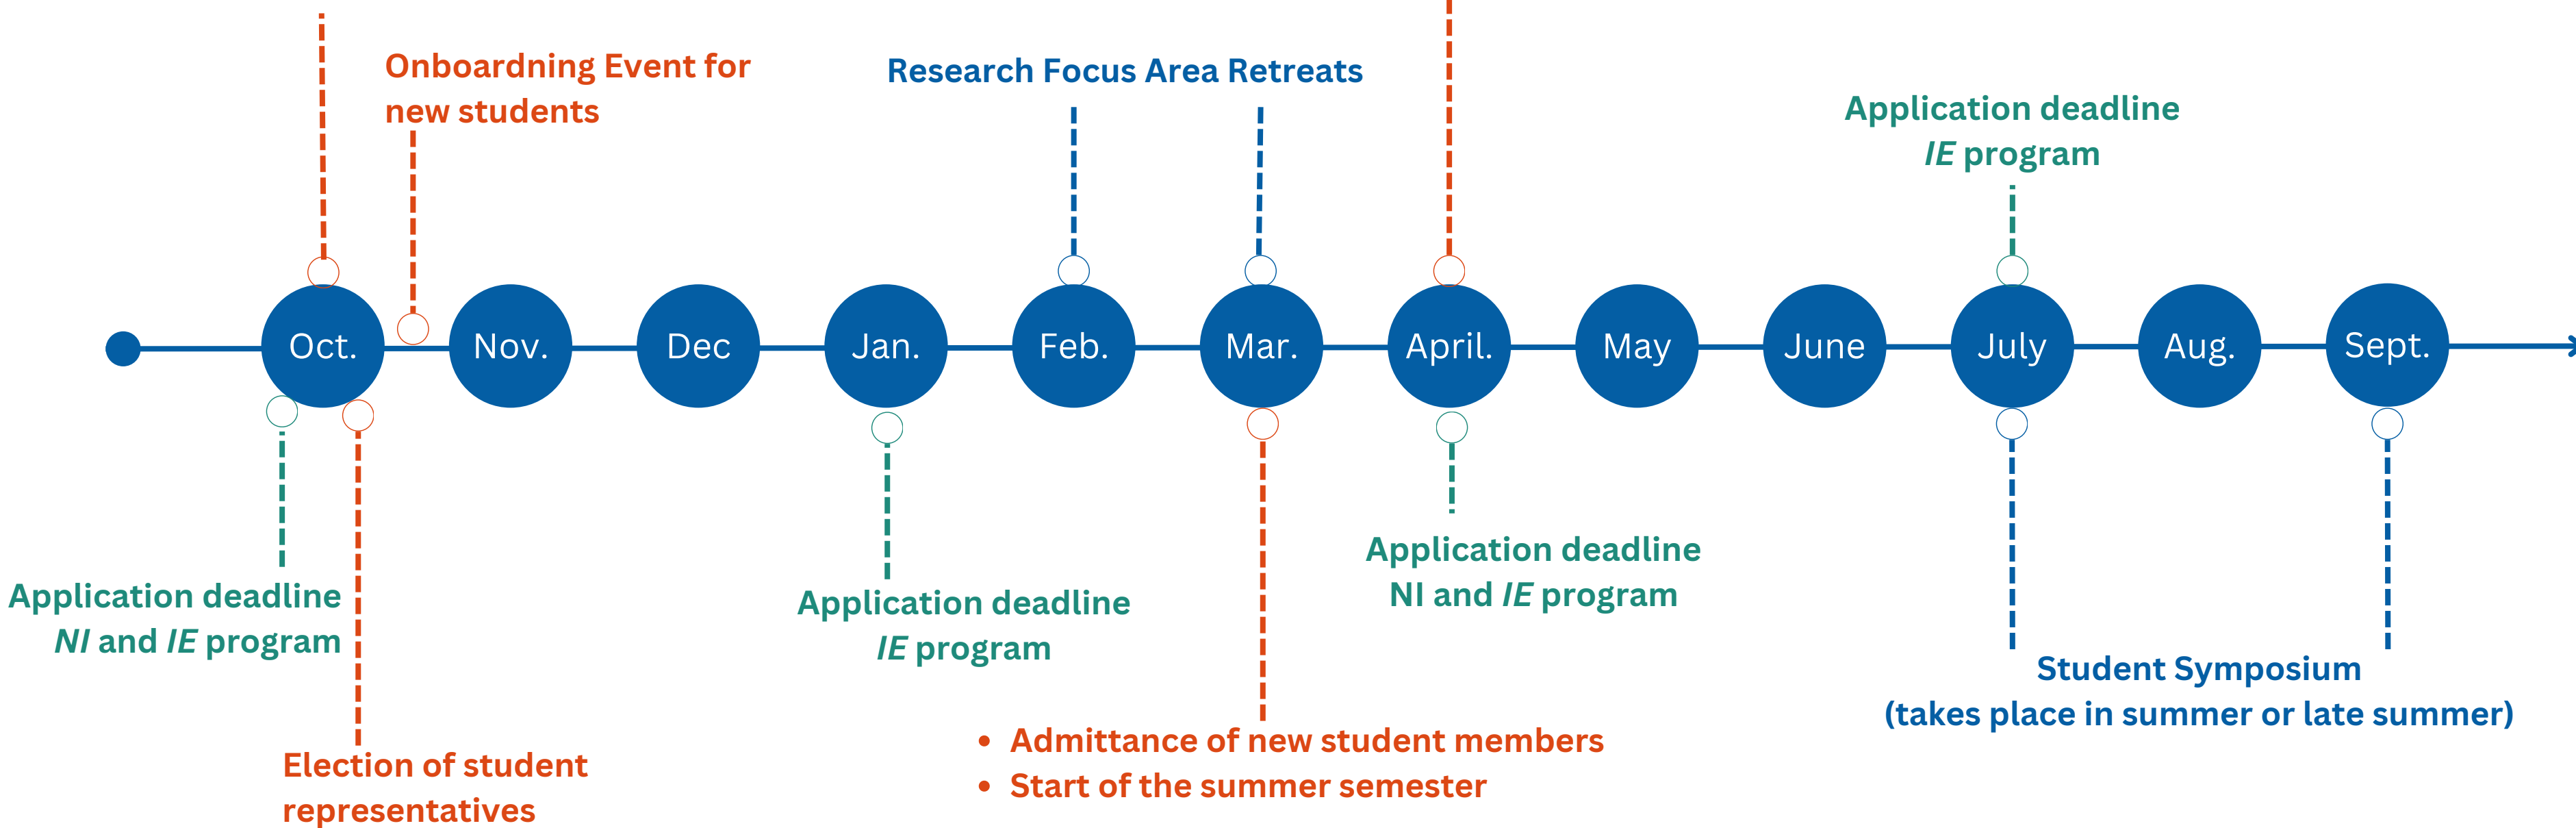 Onboardning Event for
new students
Research Focus Area Retreats
Application deadline
IE program
Oct.
Nov.
Dec
Jan.
Feb.
Mar.
April.
May
June
July
Aug.
Sept.
Application deadline
NI and IE program
Election of student
representatives
Application deadline
IE program
• Admittance of new student members
• Start of the summer semester
Application deadline
NI and IE program
Student Symposium
(takes place in summer or late summer)